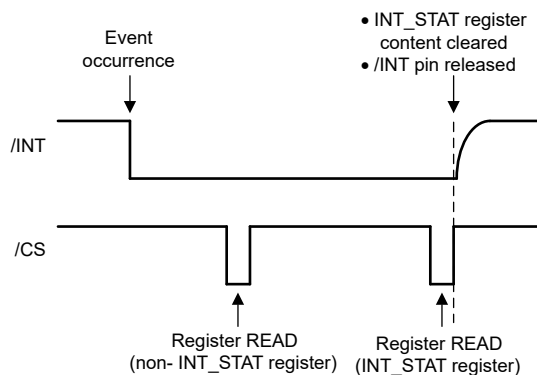 Event
occurrence
• INT_STAT register
content cleared
• /INT pin released
/INT
/CS
Register READ
(non- INT_STAT register)
Register READ
(INT_STAT register)